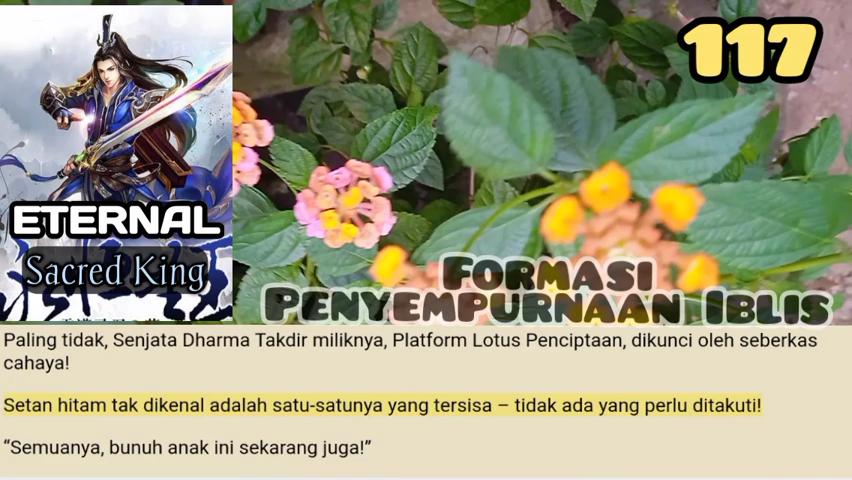 117
ETERNAL
Sacred King
FORMASI
PENYEMPURNAAN IBLIS
Paling tidak, Senjata Dharma Takdir miliknya, Platform Lotus Penciptaan, dikunci oleh seberkas
cahaya!
Setan hitam tak dikenal adalah satu-satunya yang tersisa – tidak ada yang perlu ditakuti!
“Semuanya, bunuh anak ini sekarang juga!”